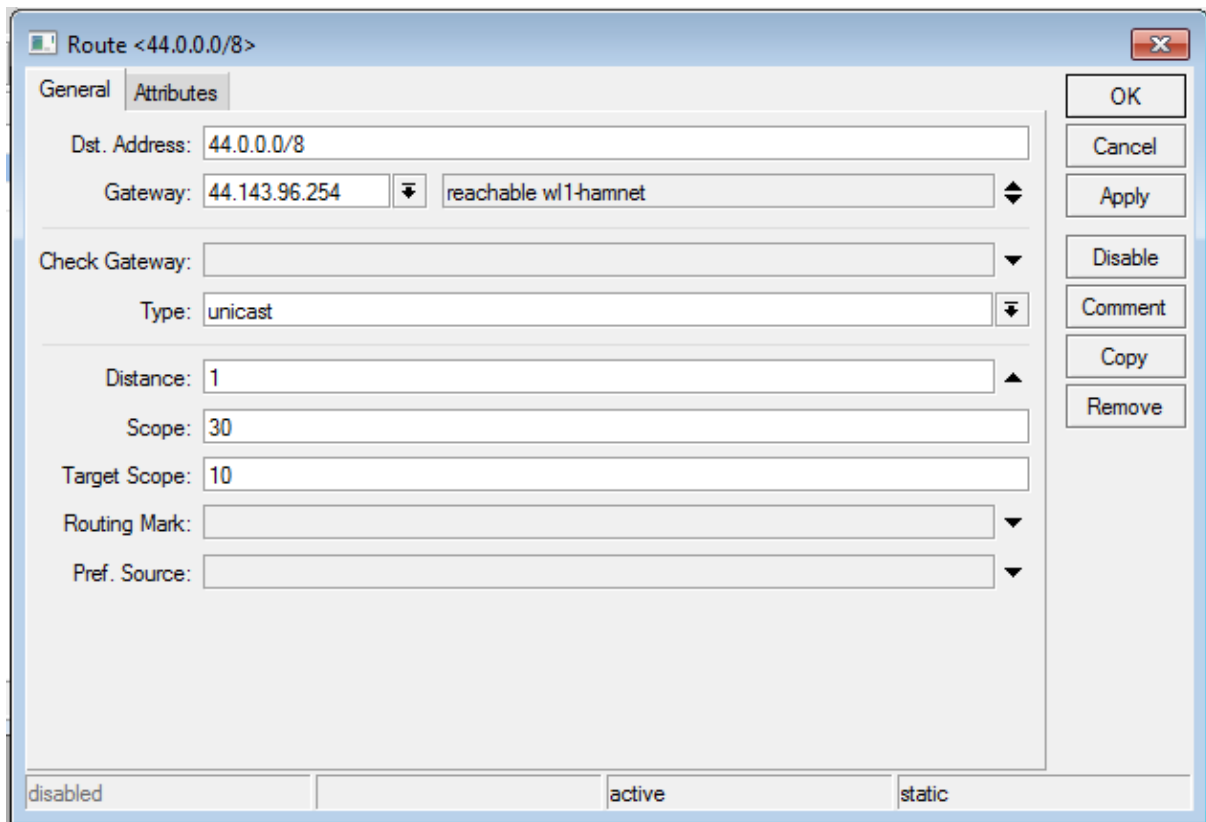 Route <44.0.0.0/8>
General Attributes
Dst. Address: 44.0.0.0/8
Gateway: 44.143.96.254 reachable wl1-hamnet
Check Gateway:
Type: unicast
Distance: 1
Scope: 30
Target Scope: 10
Routing Mark:
Pref. Source:
OK
Cancel
Apply
Disable
Comment
Copy
Remove
disabled active static